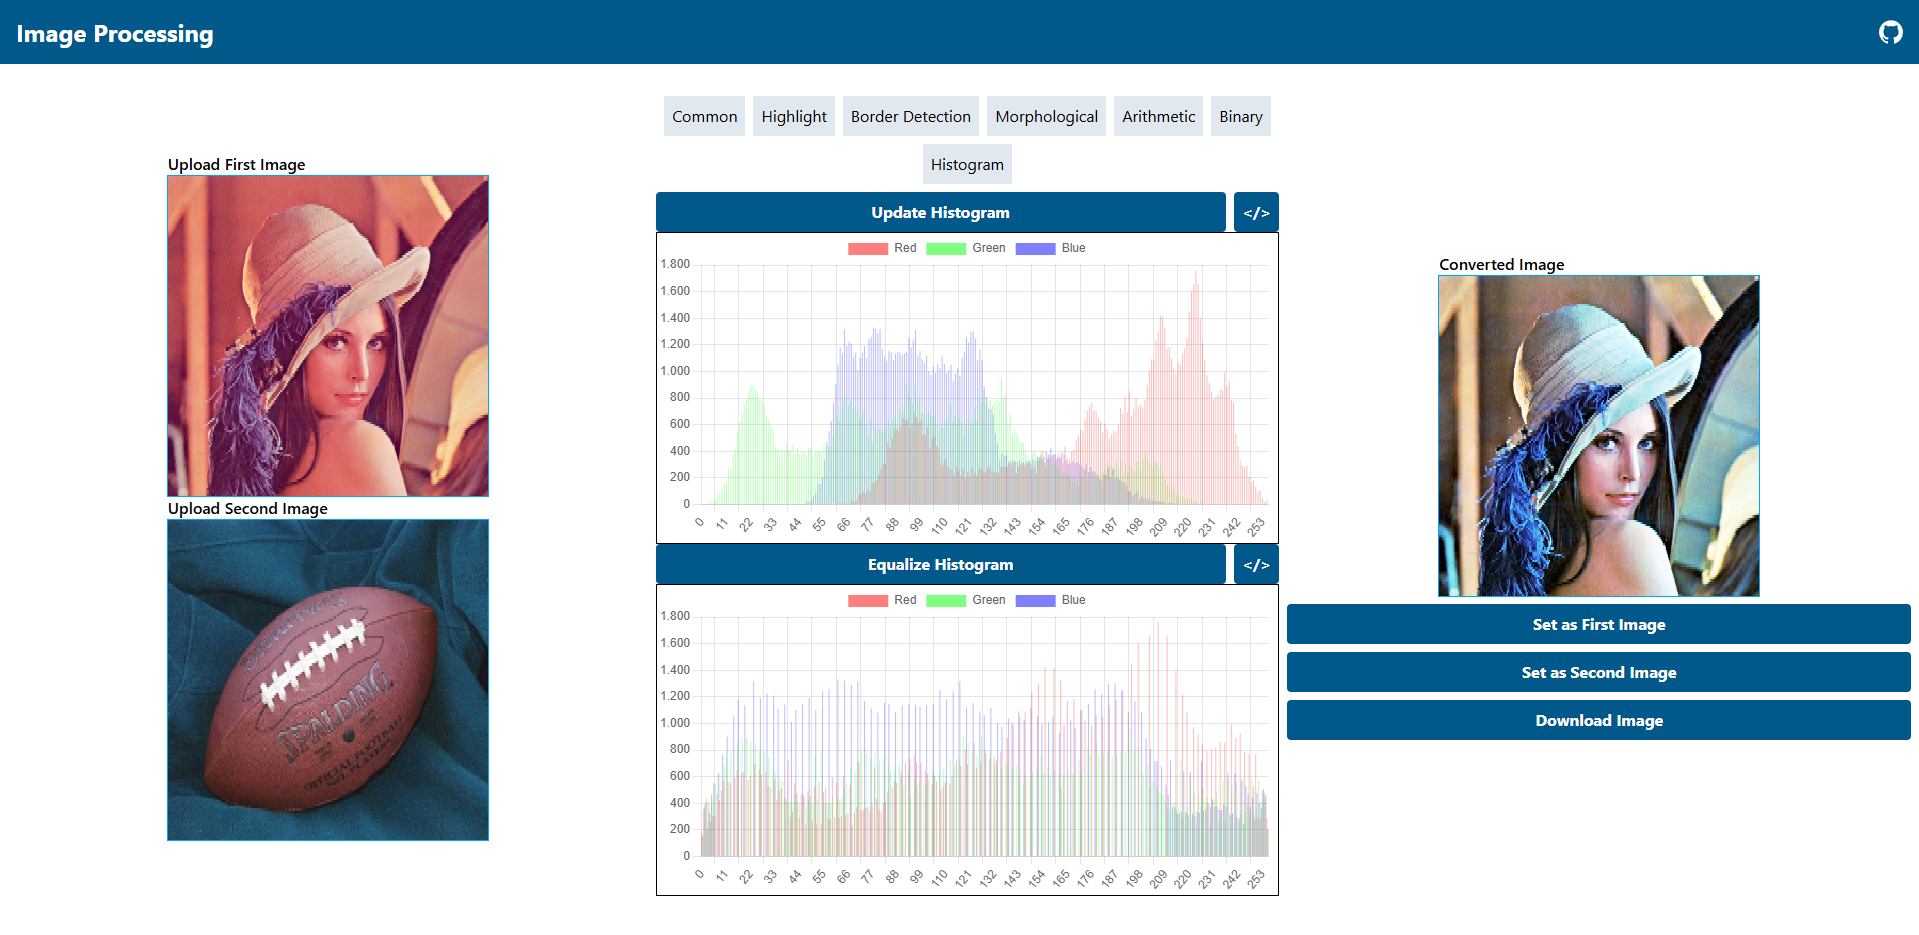 Image Processing
Common Highlight Border Detection Morphological Arithmetic Binary
Histogram
Upload First Image
Upload Second Image
SPALDING
OFFICIAL FOOTBALL
NFL PLAYERS
Update Histogram </>
Red Green Blue
1.800
1.600
1.400
1.200
1.000
800
600
400
200
0
0 11 22 33 44 55 66 77 88 99 110 121 132 143 154 165 176 187 198 209 220 231 242 253
Equalize Histogram </>
Red Green Blue
1.800
1.600
1.400
1.200
1.000
800
600
400
200
0
0 11 22 33 44 55 66 77 88 99 110 121 132 143 154 165 176 187 198 209 220 231 242 253
Converted Image
Set as First Image
Set as Second Image
Download Image